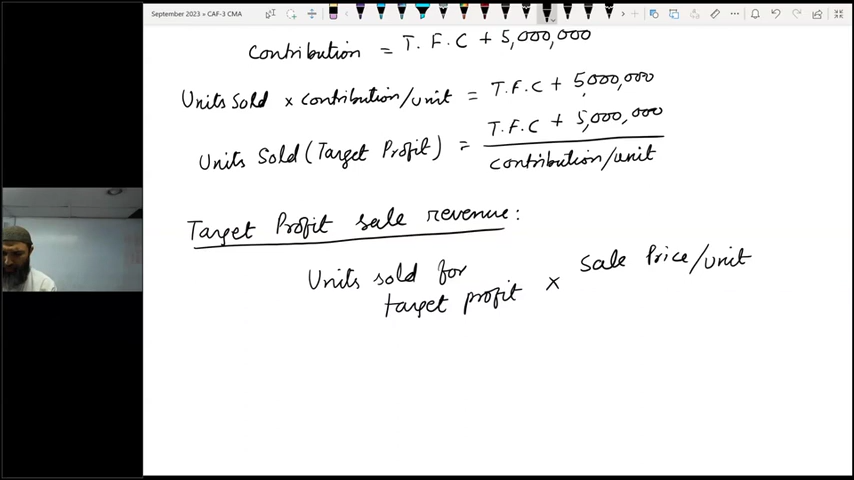 September 2023 » CAF-3 CMA
Contribution = T.F.C + 5,000,000
Units Sold x contribution/unit = T.F.C + 5,000,000
Units Sold (Target Profit) = T.F.C + 5,000,000
contribution/unit
Target Profit sale revenue:
Units sold for target profit x Sale Price/unit